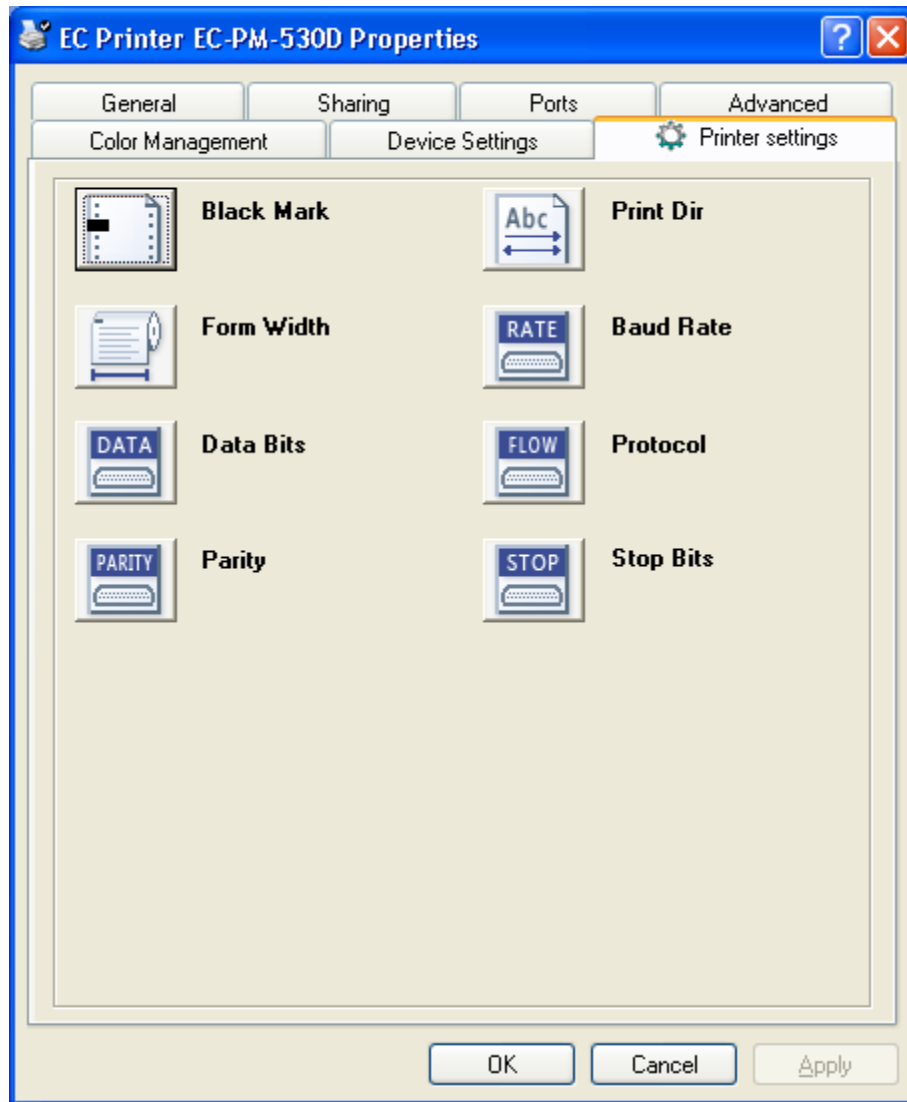 EC Printer EC-PM-530D Properties
General Sharing Ports Advanced
Color Management Device Settings Printer settings
Black Mark
Abc Print Dir
Form Width
RATE Baud Rate
DATA Data Bits
FLOW Protocol
PARITY Parity
STOP Stop Bits
OK Cancel Apply